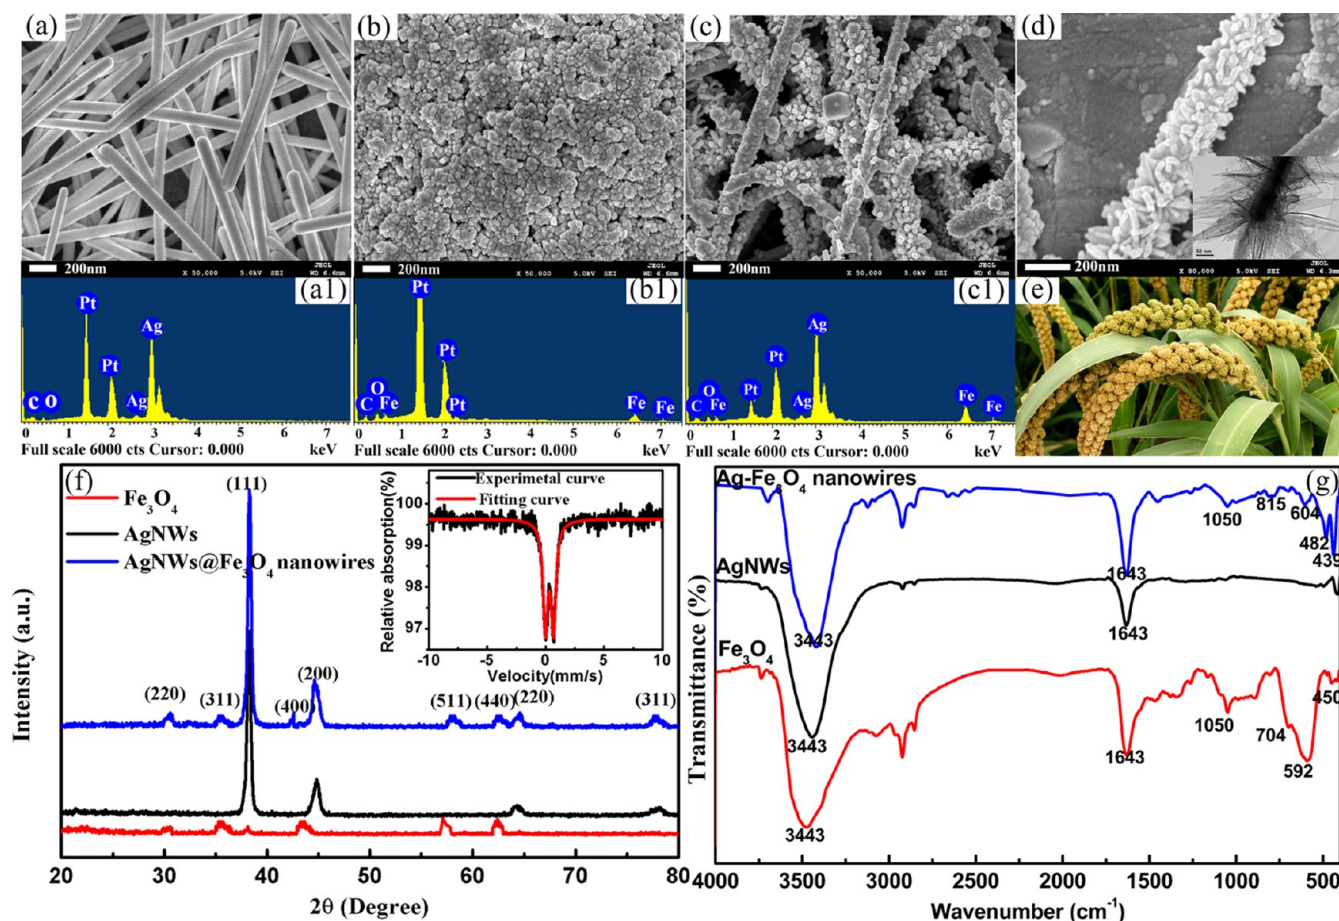 (a)
200nm
JEOL
X 50,000 5.0kV SEI WD 6.6mm
(b)
200nm
JEOL
X 50,000 5.0kV SEI WD 6.6mm
(c)
200nm
JEOL
X 50,000 5.0kV SEI WD 6.6mm
(d)
50 nm
200nm
JEOL
X 80,000 5.0kV SEI WD 6.3mm
(a1)
Pt
Ag
Pt
C O
Ag
0 1 2 3 4 5 6 7
Full scale 6000 cts Cursor: 0.000 keV
(b1)
Pt
Pt
O
C Fe
Pt
Fe
Fe
0 1 2 3 4 5 6 7
Full scale 6000 cts Cursor: 0.000 keV
(c1)
Ag
Pt
O
Pt
C Fe
Ag
Fe
Fe
0 1 2 3 4 5 6 7
Full scale 6000 cts Cursor: 0.000 keV
(e)
(f)
Fe3O4
AgNWs
AgNWs@Fe3O4 nanowires
(111)
(220)
(311)
(400)
(200)
(511)
(440)
(220)
(311)
Intensity (a.u.)
20 30 40 50 60 70 80
2θ (Degree)
Experimetal curve
Fitting curve
Relative absorption(%)
100
99
98
97
-10 -5 0 5 10
Velocity(mm/s)
(g)
Ag-Fe3O4 nanowires
3443
1643
1050
815
604
482
439
AgNWs
3443
1643
Fe3O4
3443
1643
1050
704
592
450
Transmittance (%)
4000 3500 3000 2500 2000 1500 1000 500
Wavenumber (cm-1)